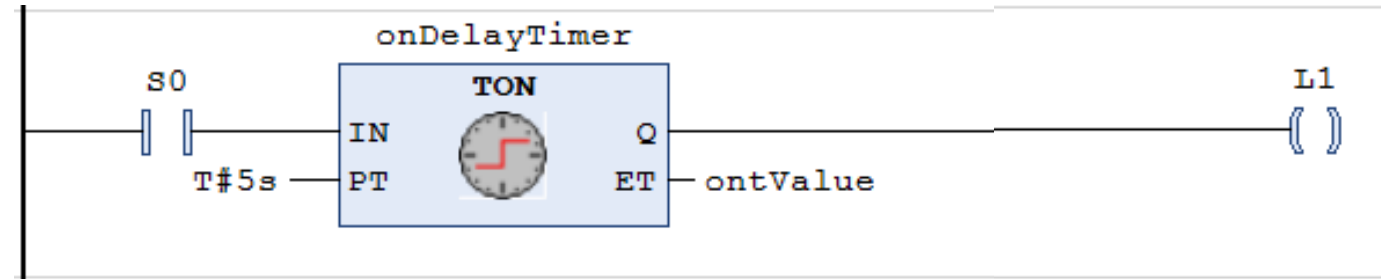 onDelayTimer
S0
TON
L1
IN
Q
T#5s
PT
ET
ontValue